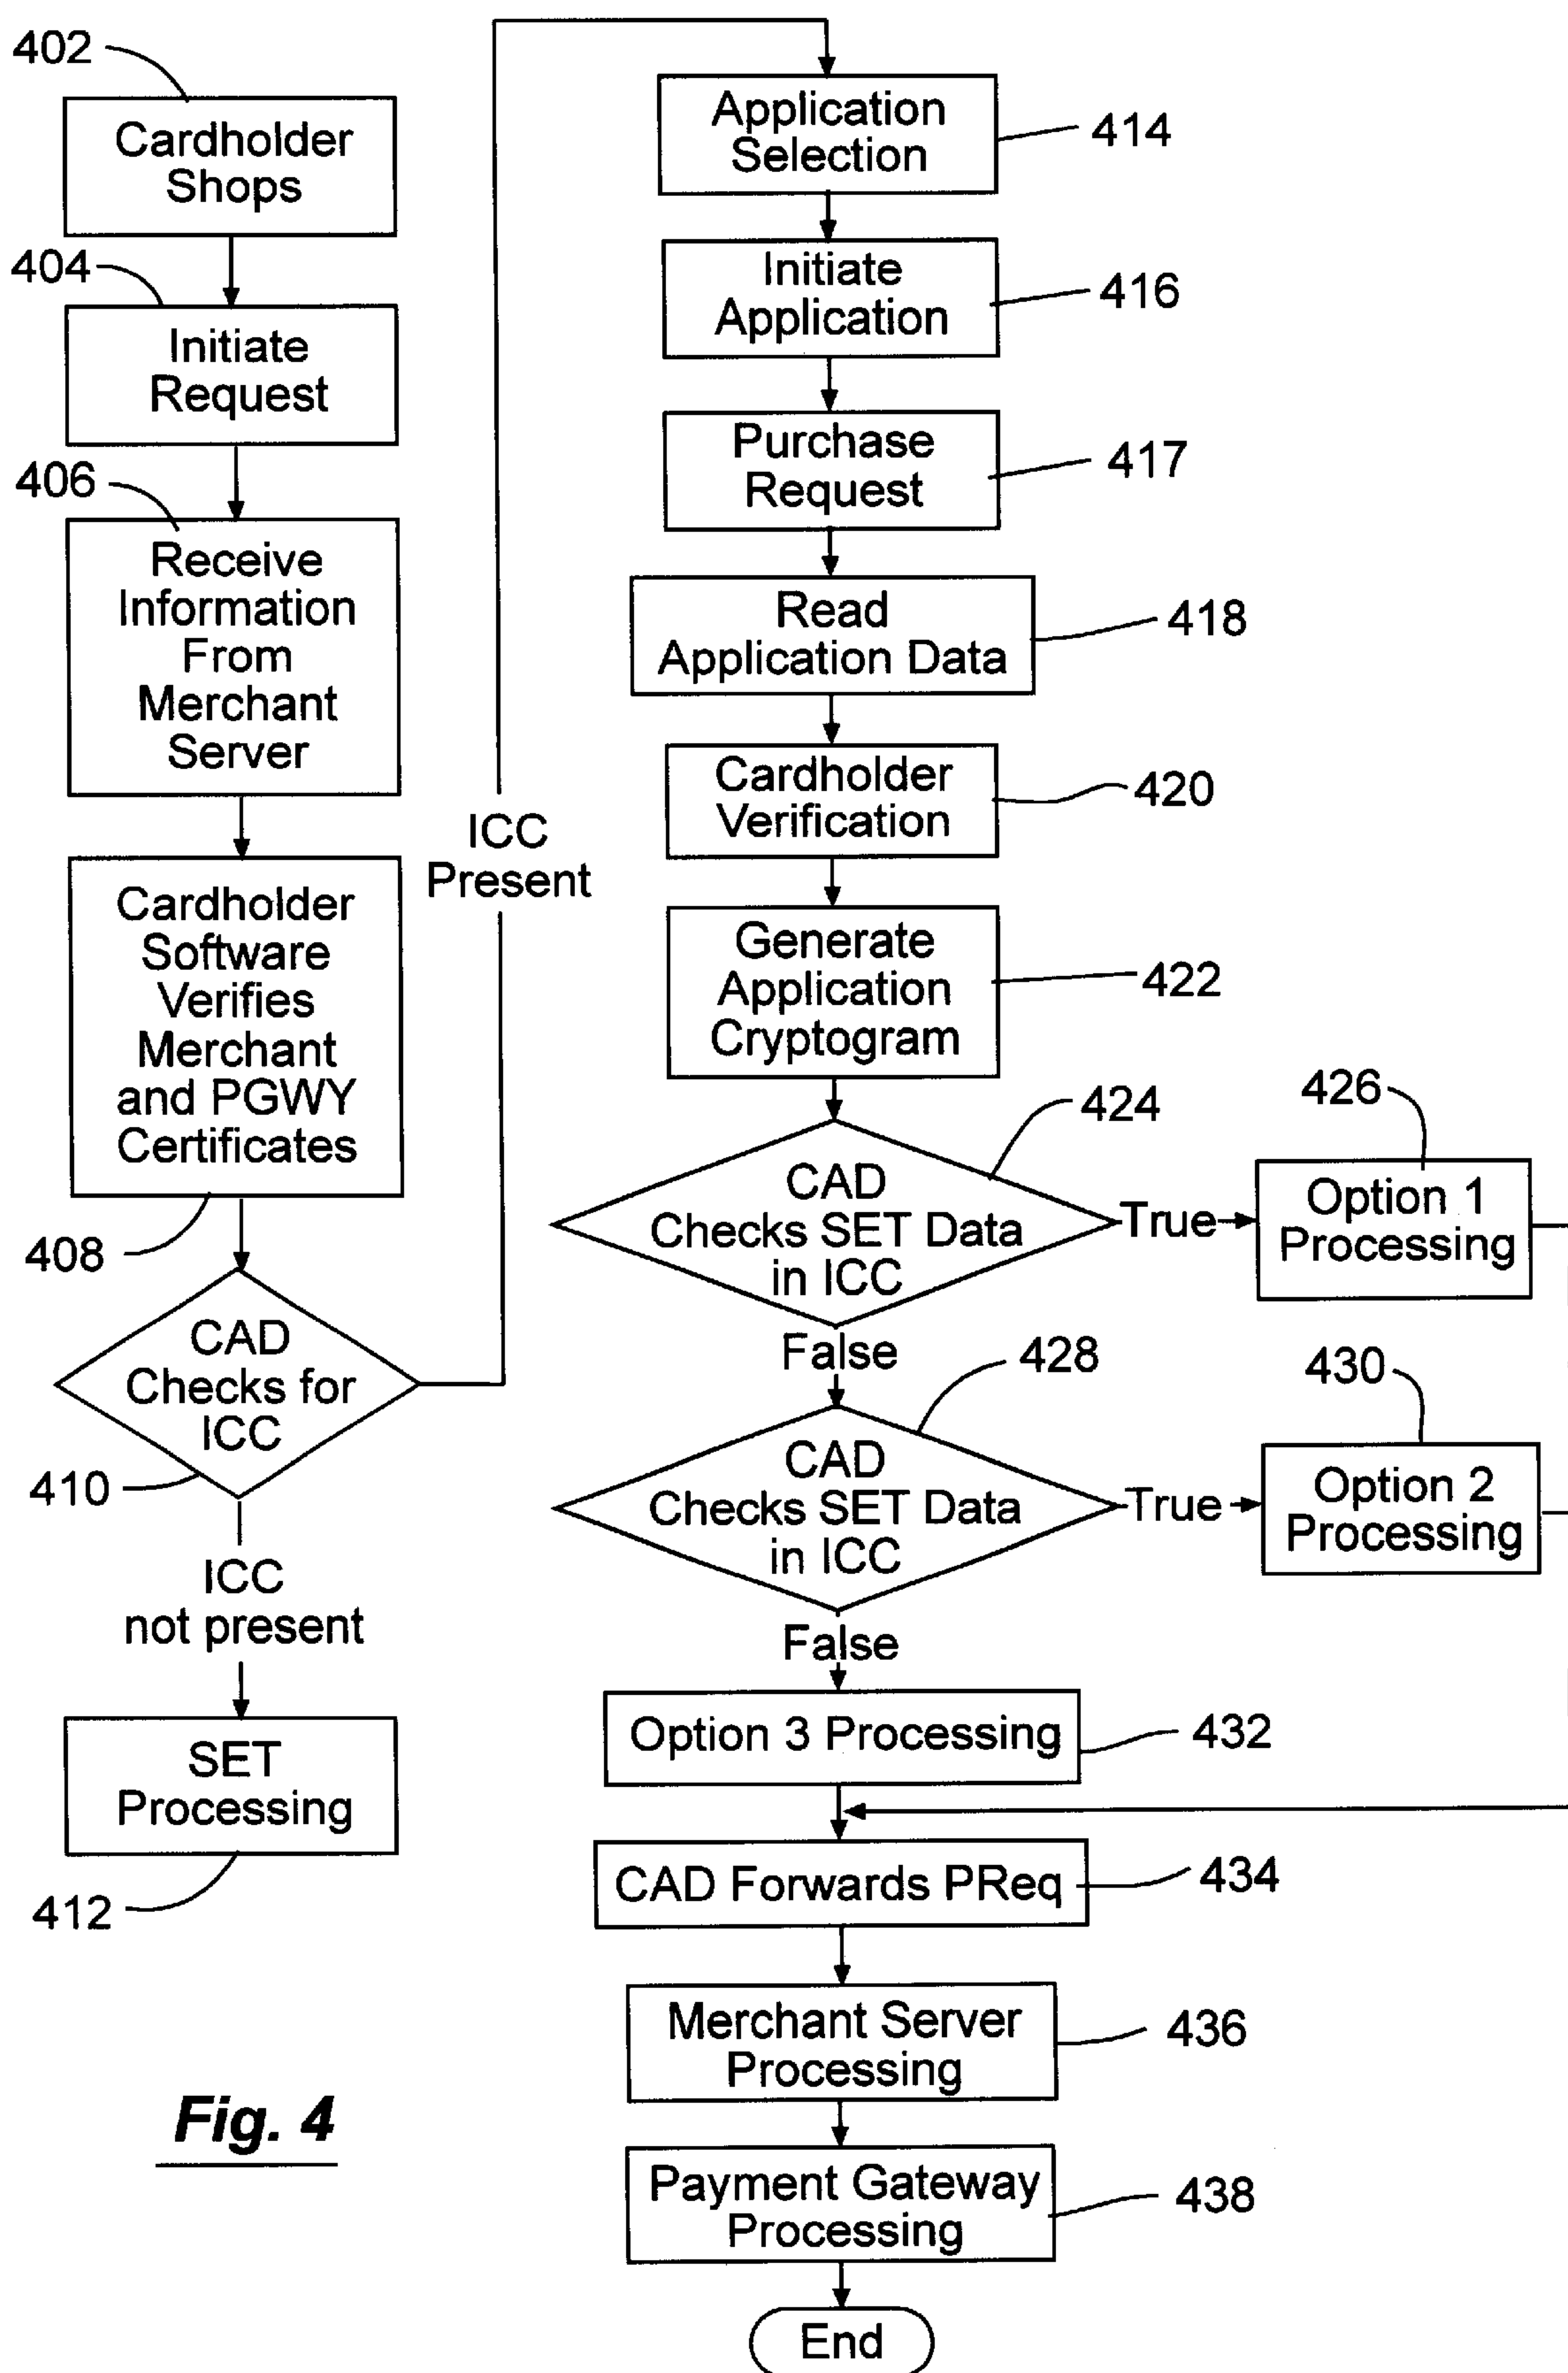 402
Cardholder
Shops
404
Initiate
Request
406
Receive
Information
From
Merchant
Server
Cardholder
Software
Verifies
Merchant
and PGWY
Certificates
408
CAD
Checks for
ICC
410
ICC
not present
SET
Processing
412
ICC
Present
Application
Selection
414
Initiate
Application
416
Purchase
Request
417
Read
Application Data
418
Cardholder
Verification
420
Generate
Application
Cryptogram
422
CAD
Checks SET Data
in ICC
424
True
Option 1
Processing
426
False
CAD
Checks SET Data
in ICC
428
True
Option 2
Processing
430
False
Option 3 Processing
432
CAD Forwards PReq
434
Merchant Server
Processing
436
Payment Gateway
Processing
438
End
Fig. 4